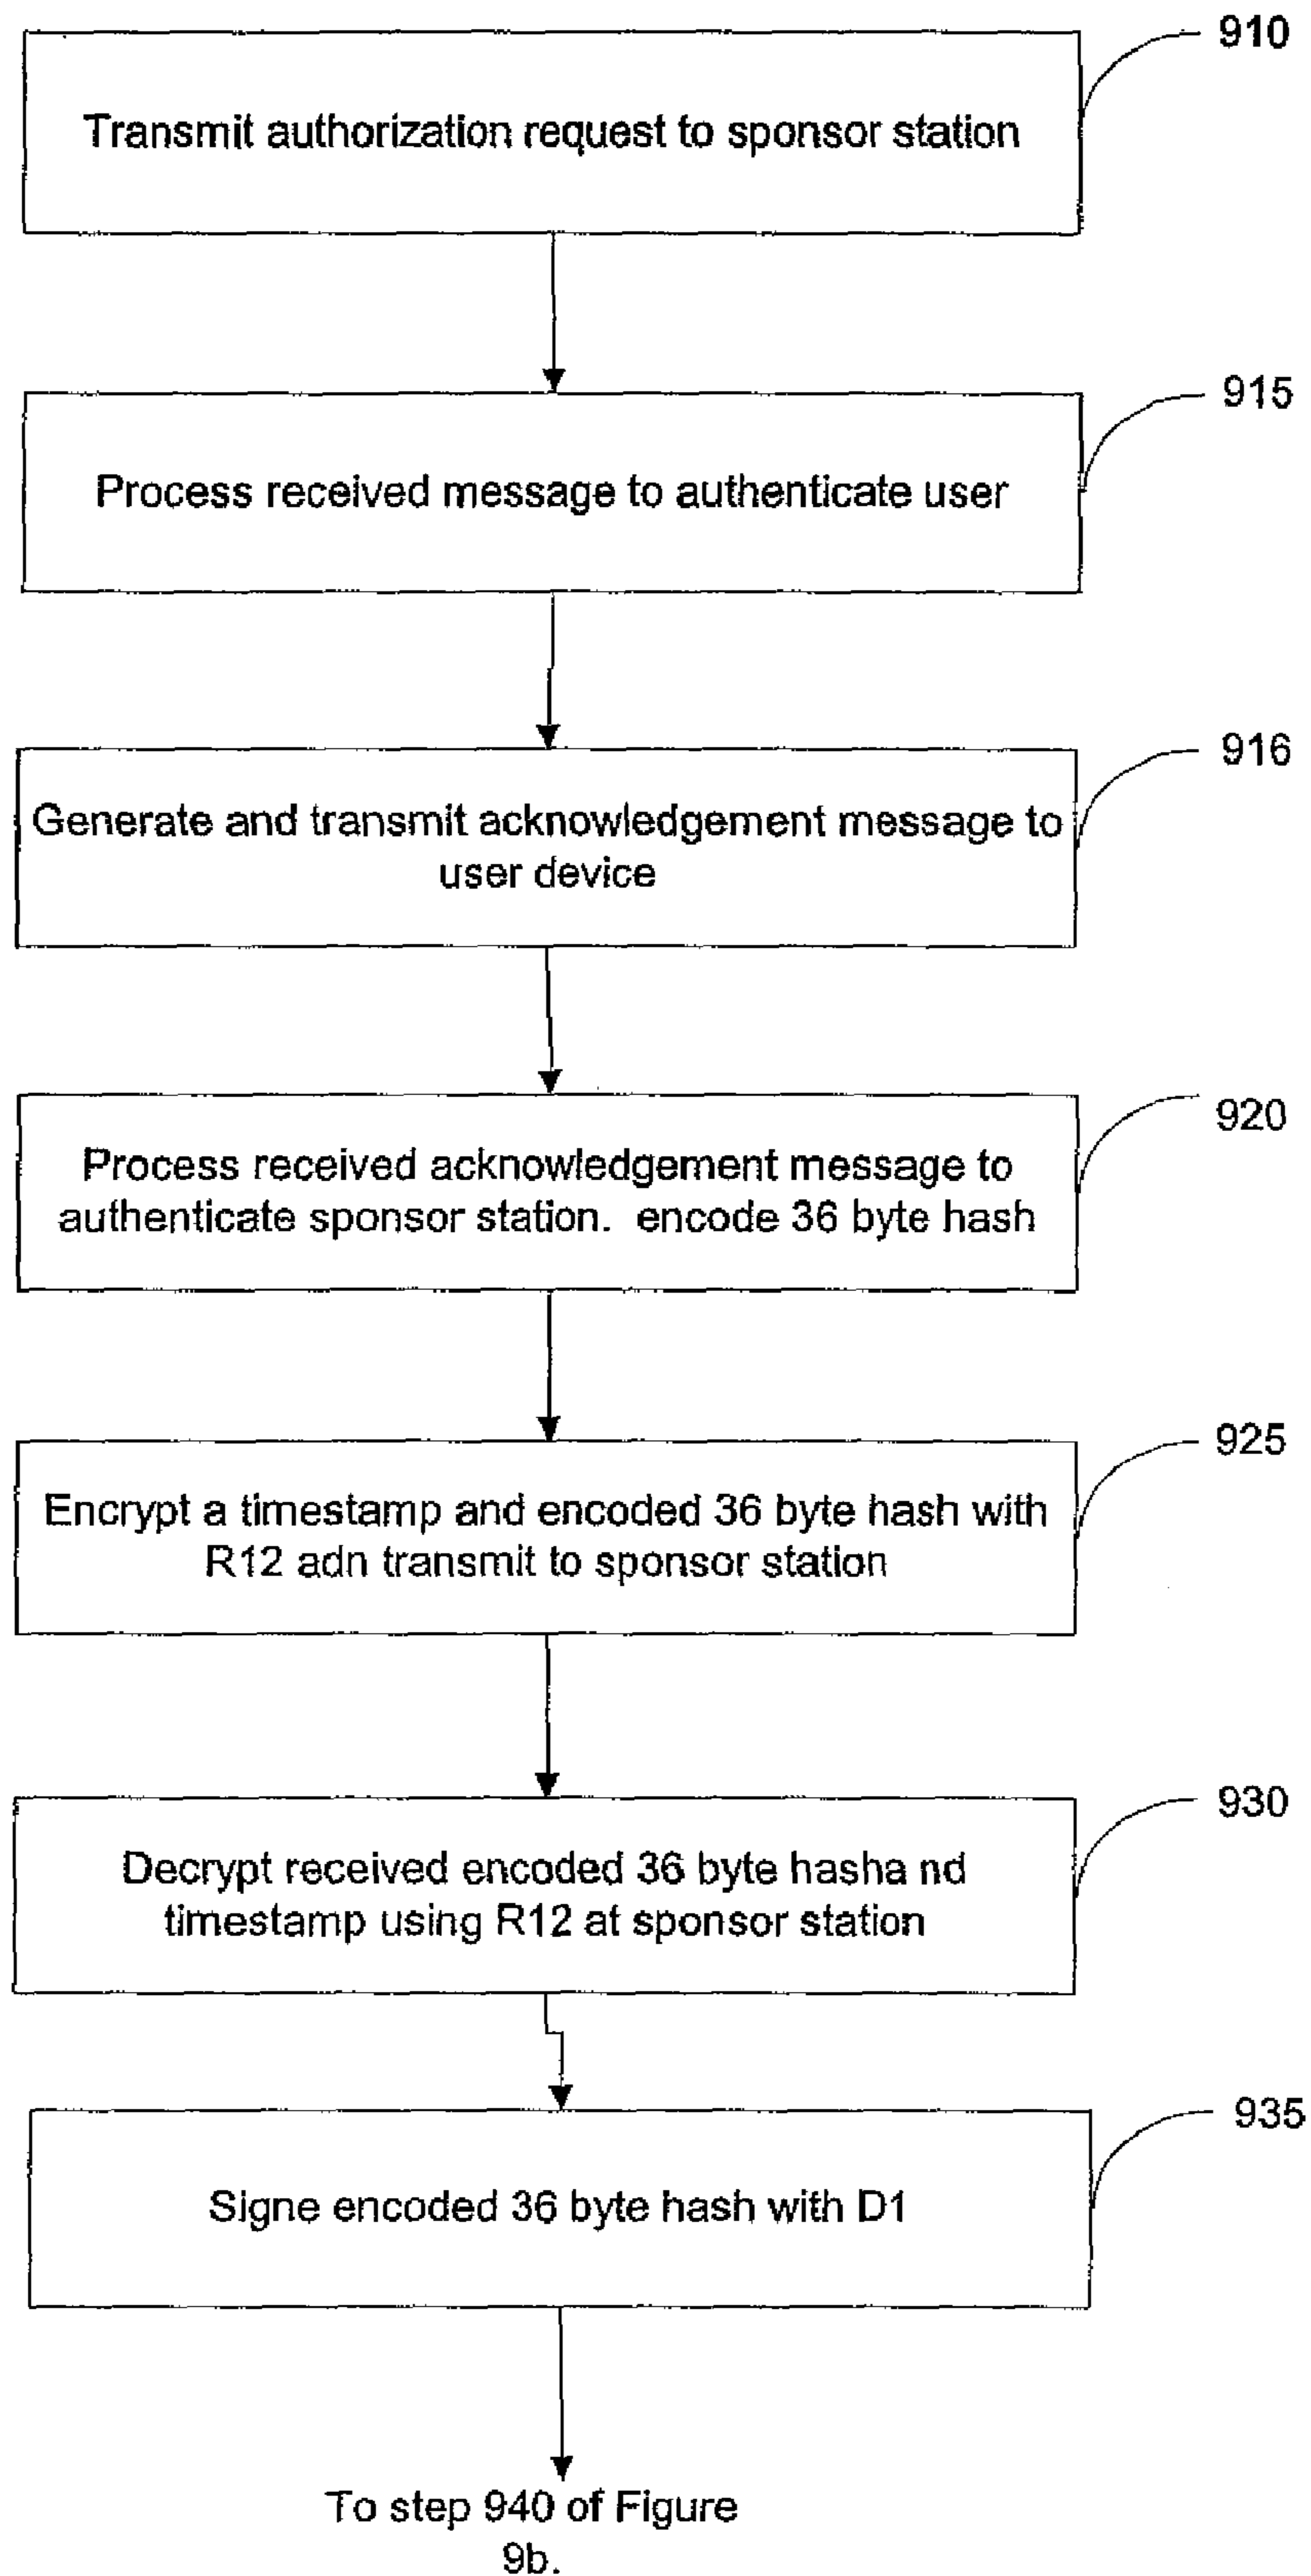 910
Transmit authorization request to sponsor station
915
Process received message to authenticate user
916
Generate and transmit acknowledgement message to
user device
920
Process received acknowledgement message to
authenticate sponsor station. encode 36 byte hash
925
Encrypt a timestamp and encoded 36 byte hash with
R12 adn transmit to sponsor station
930
Decrypt received encoded 36 byte hasha nd
timestamp using R12 at sponsor station
935
Signe encoded 36 byte hash with D1
To step 940 of Figure
9b.